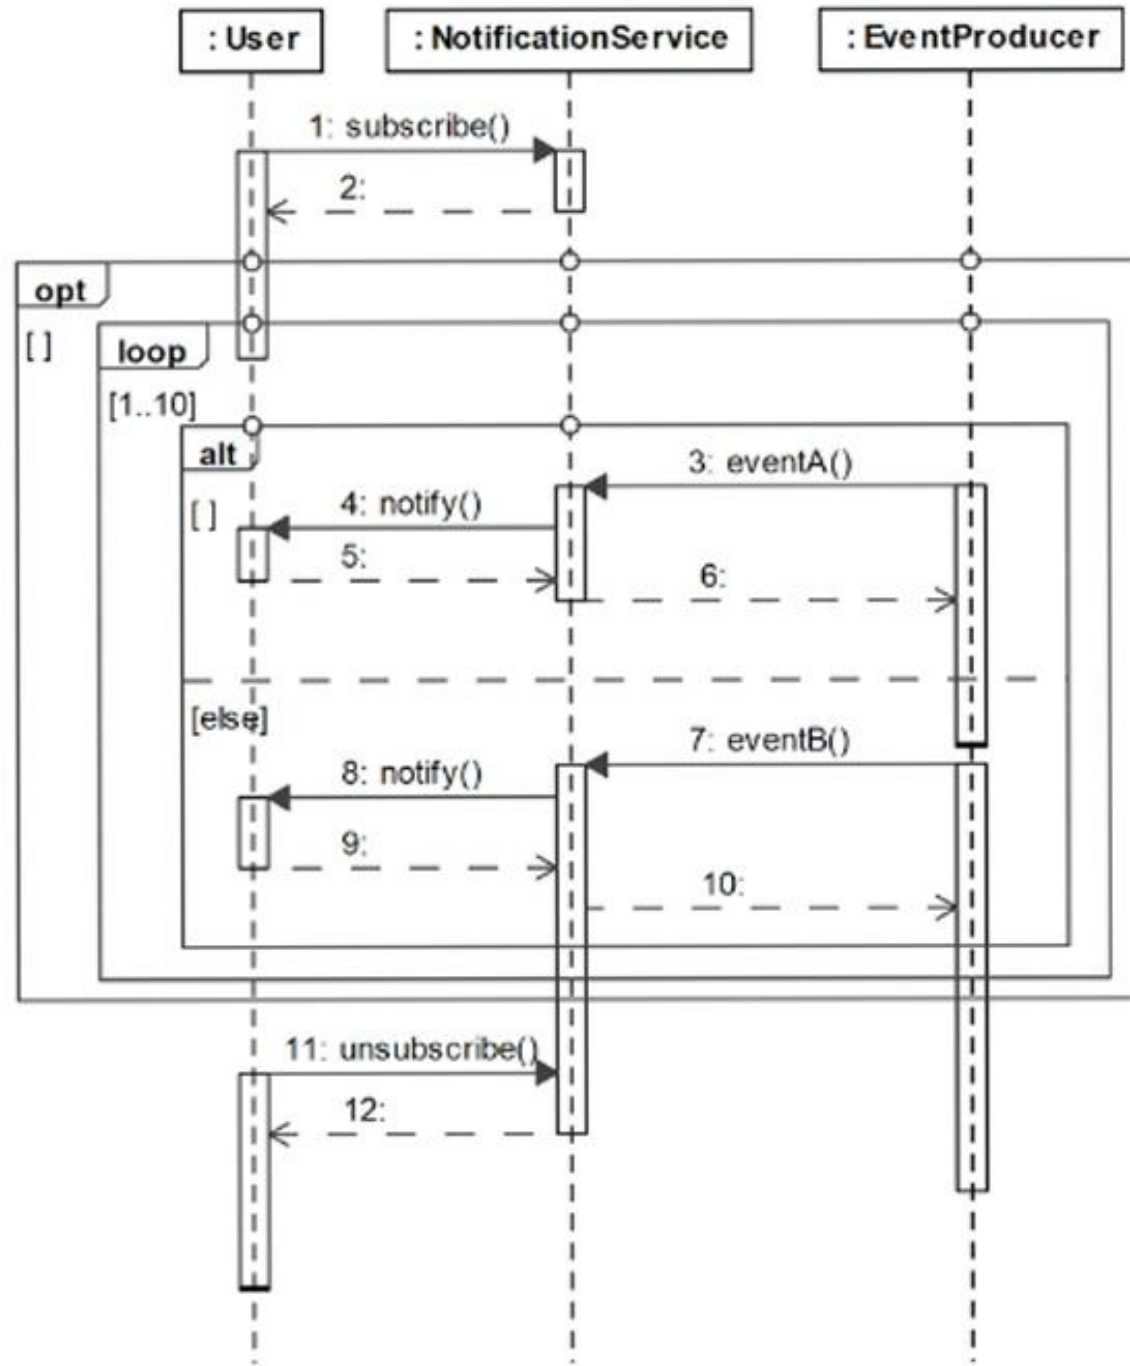 : User
: NotificationService
: EventProducer
1: subscribe()
2:
opt
[ ]
loop
[1..10]
alt
3: eventA()
[ ]
4: notify()
5:
6:
[else]
7: eventB()
8: notify()
9:
10:
11: unsubscribe()
12: